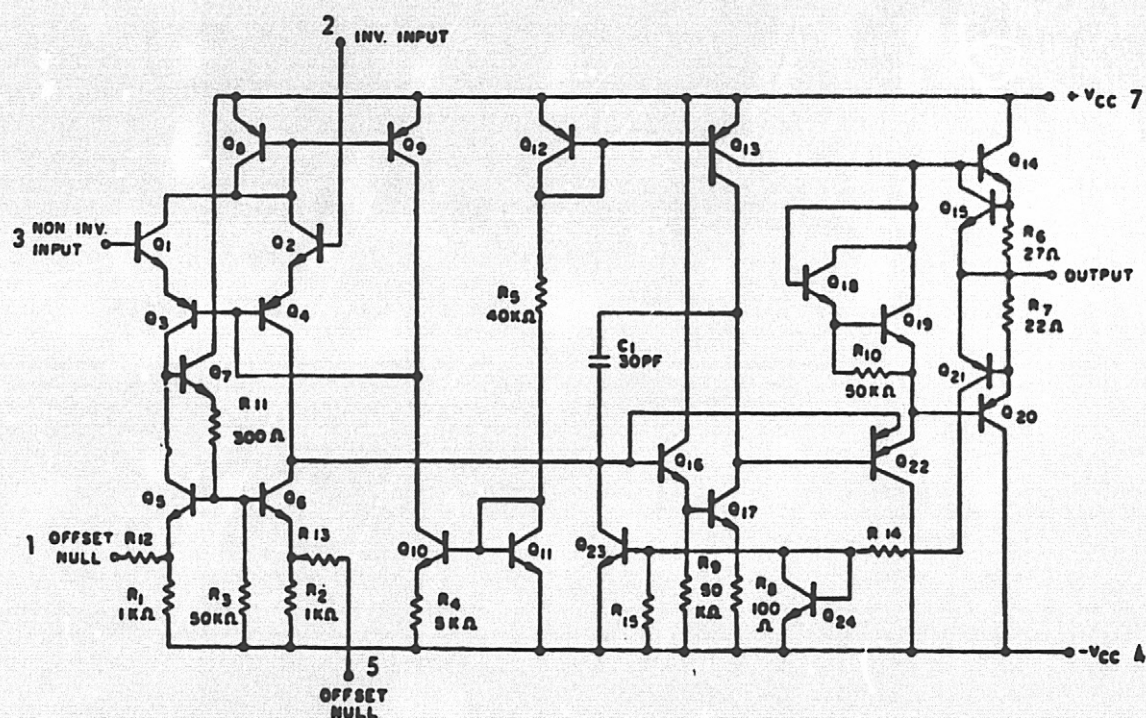 2 INV. INPUT
+ VCC 7
Q8
Q9
Q12
Q13
Q14
3 NON INV.
INPUT
Q1
Q2
Q15
R6
27Ω
OUTPUT
Q3
Q4
R5
40KΩ
Q18
Q19
R7
22Ω
Q7
C1
30PF
R10
50KΩ
Q21
Q20
R11
300Ω
Q16
Q22
Q5
Q6
Q17
1 OFFSET
NULL
R12
R13
Q10
Q11
Q23
R14
R1
1KΩ
R3
50KΩ
R2
1KΩ
R4
5KΩ
R15
R9
50
KΩ
R8
100
Ω
Q24
-VCC 4
5
OFFSET
NULL